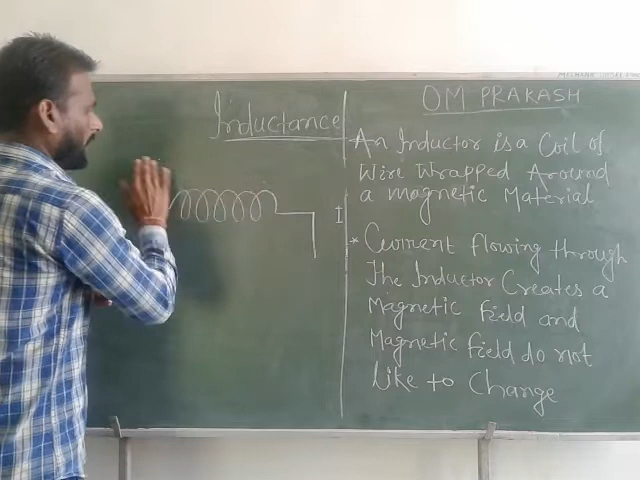 Inductance
OM PRAKASH
An Inductor is a Coil of
Wire Wrapped Around
a magnetic Material
* Current flowing through
The Inductor Creates a
Magnetic field and
Magnetic field do not
Like to Change